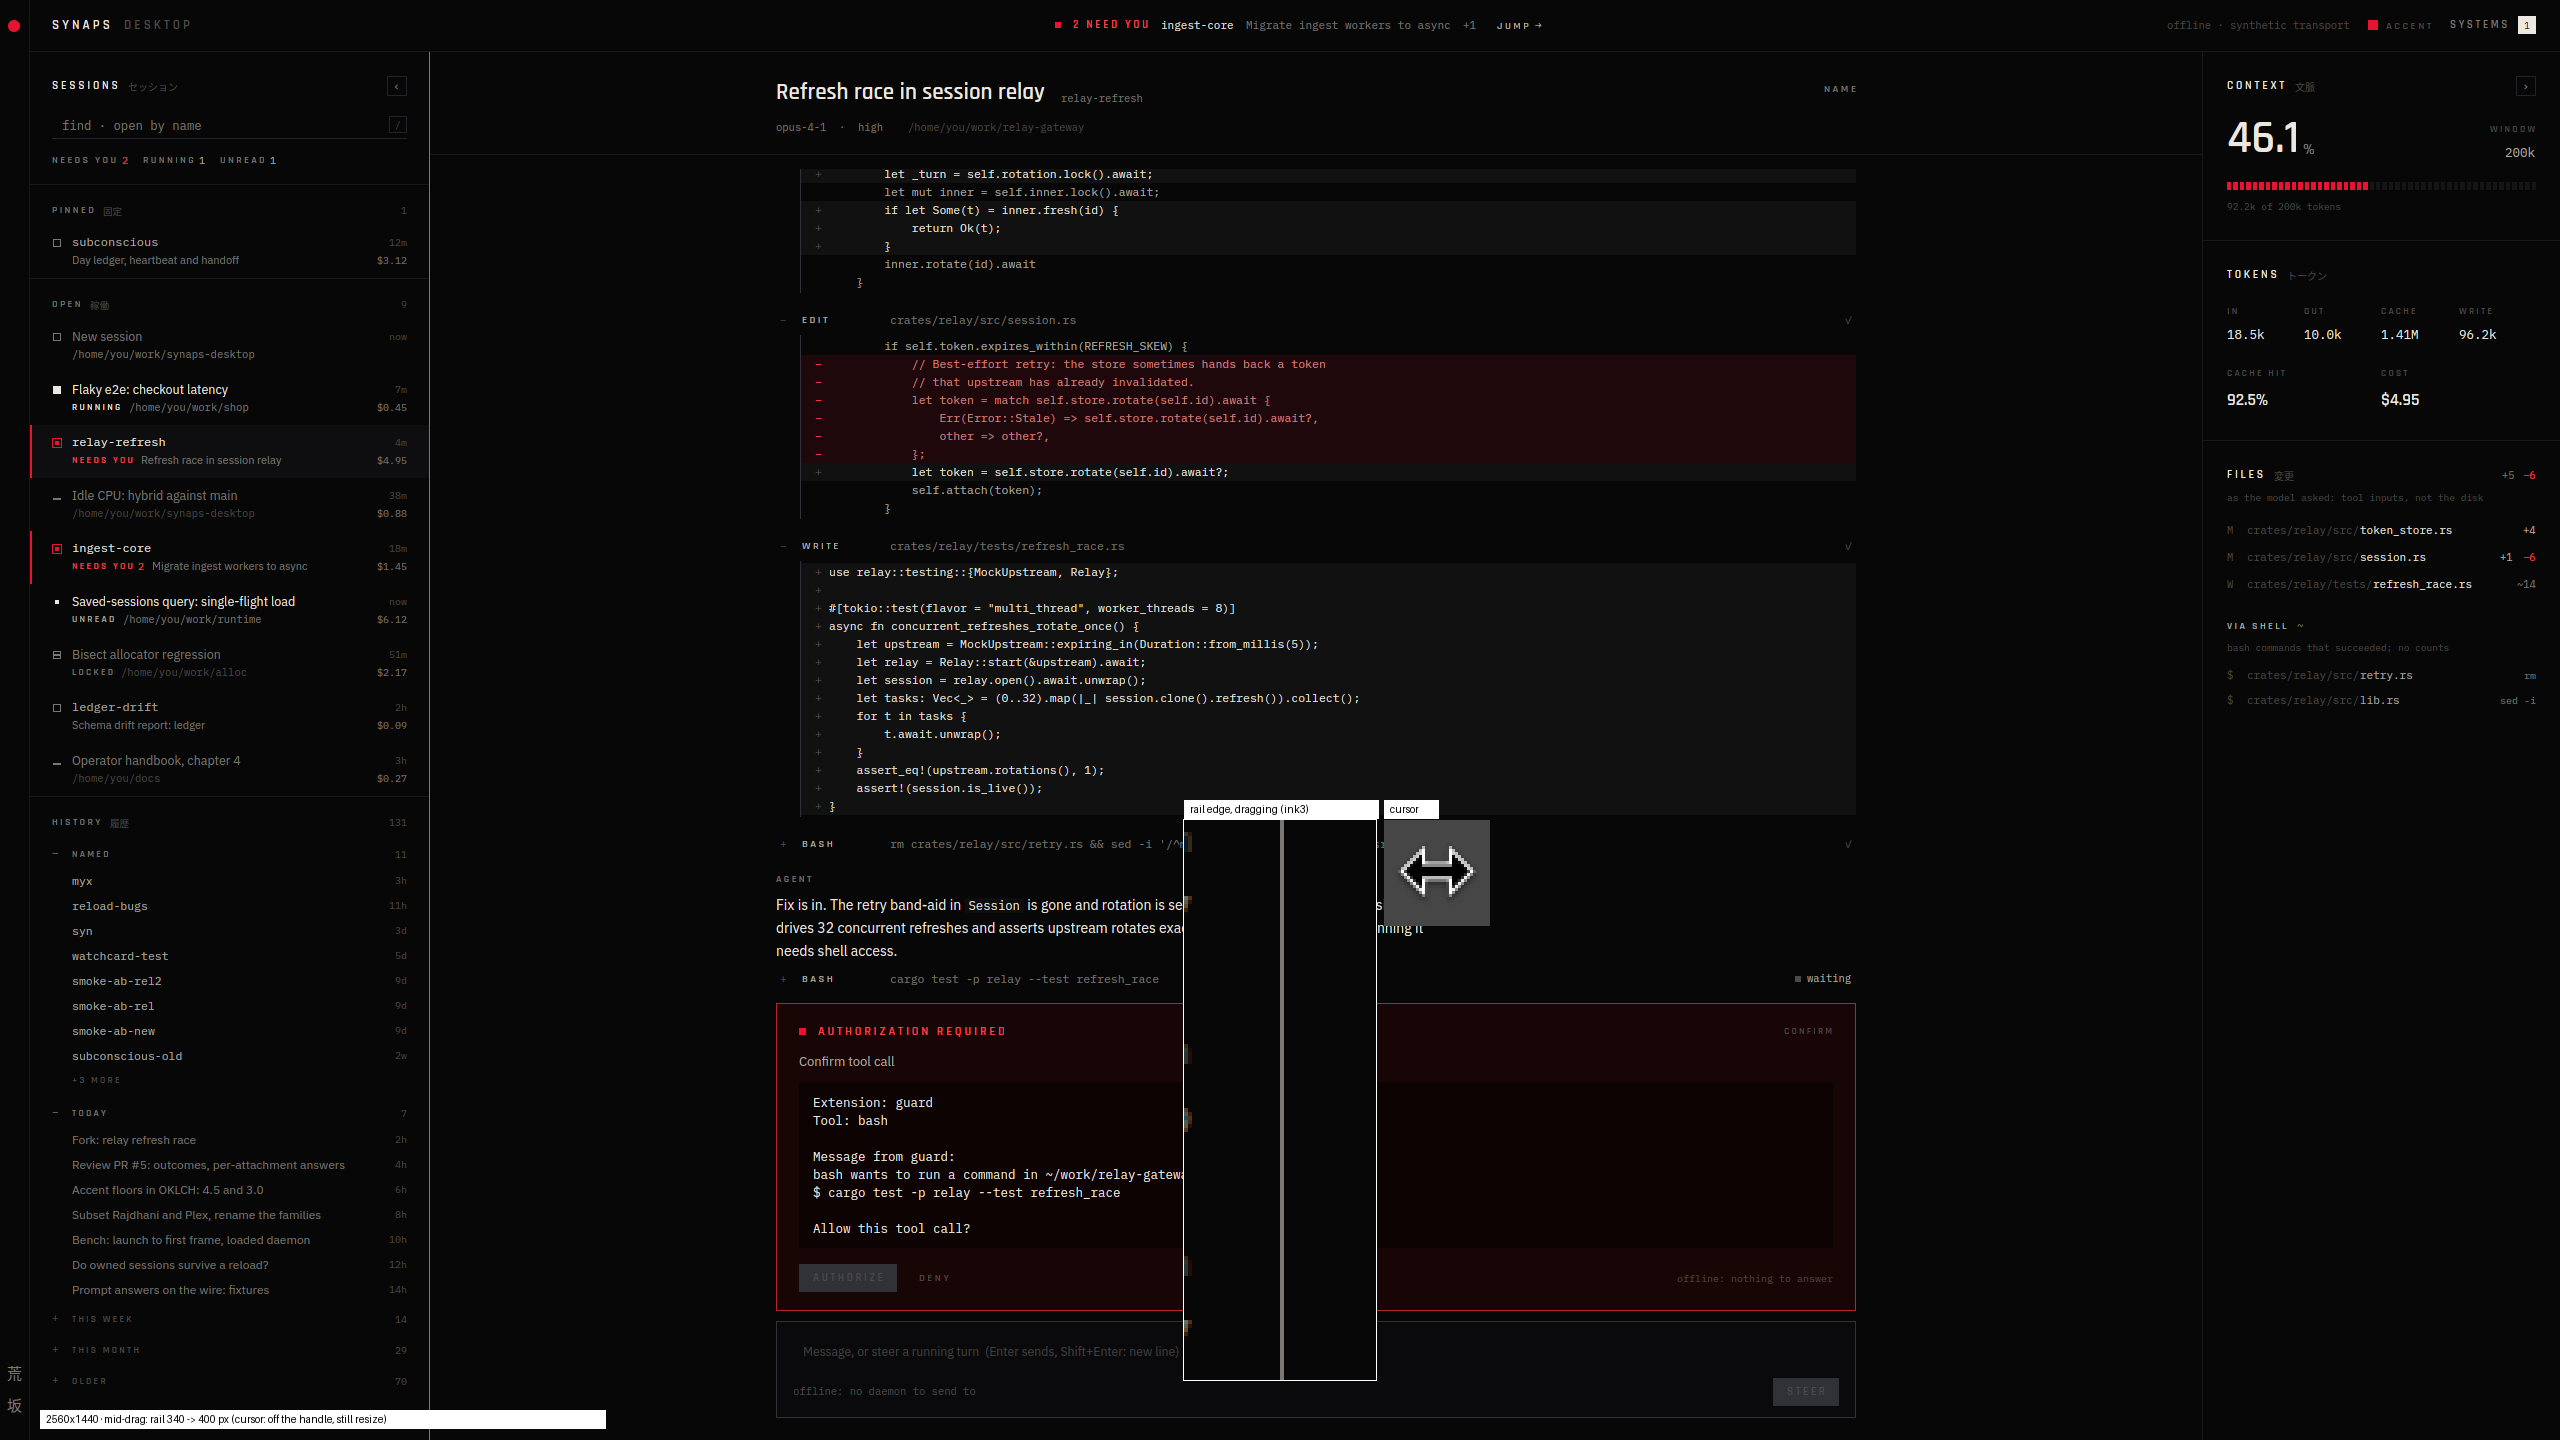 SYNAPS DESKTOP
2 NEED YOU ingest-core Migrate ingest workers to async +1 JUMP →
offline · synthetic transport ACCENT SYSTEMS 1
SESSIONS セッション ‹
find · open by name /
NEEDS YOU 2 RUNNING 1 UNREAD 1
PINNED 固定 1
subconscious 12m
Day ledger, heartbeat and handoff $3.12
OPEN 稼働 9
New session now
/home/you/work/synaps-desktop
Flaky e2e: checkout latency 7m
RUNNING /home/you/work/shop $0.45
relay-refresh 4m
NEEDS YOU Refresh race in session relay $4.95
Idle CPU: hybrid against main 38m
/home/you/work/synaps-desktop $0.88
ingest-core 18m
NEEDS YOU 2 Migrate ingest workers to async $1.45
Saved-sessions query: single-flight load now
UNREAD /home/you/work/runtime $6.12
Bisect allocator regression 51m
LOCKED /home/you/work/alloc $2.17
ledger-drift 2h
Schema drift report: ledger $0.09
Operator handbook, chapter 4 3h
/home/you/docs $0.27
HISTORY 履歴 131
− NAMED 11
myx 3h
reload-bugs 11h
syn 3d
watchcard-test 5d
smoke-ab-rel2 9d
smoke-ab-rel 9d
smoke-ab-new 9d
subconscious-old 2w
+3 MORE
− TODAY 7
Fork: relay refresh race 2h
Review PR #5: outcomes, per-attachment answers 4h
Accent floors in OKLCH: 4.5 and 3.0 6h
Subset Rajdhani and Plex, rename the families 8h
Bench: launch to first frame, loaded daemon 10h
Do owned sessions survive a reload? 12h
Prompt answers on the wire: fixtures 14h
+ THIS WEEK 14
+ THIS MONTH 29
+ OLDER 70
荒
坂
2560x1440 · mid-drag: rail 340 -> 400 px (cursor: off the handle, still resize)
Refresh race in session relay relay-refresh NAME
opus-4-1 · high /home/you/work/relay-gateway
+ let _turn = self.rotation.lock().await;
let mut inner = self.inner.lock().await;
+ if let Some(t) = inner.fresh(id) {
+ return Ok(t);
+ }
inner.rotate(id).await
}
− EDIT crates/relay/src/session.rs √
if self.token.expires_within(REFRESH_SKEW) {
− // Best-effort retry: the store sometimes hands back a token
− // that upstream has already invalidated.
− let token = match self.store.rotate(self.id).await {
− Err(Error::Stale) => self.store.rotate(self.id).await?,
− other => other?,
− };
+ let token = self.store.rotate(self.id).await?;
self.attach(token);
}
− WRITE crates/relay/tests/refresh_race.rs √
+ use relay::testing::{MockUpstream, Relay};
+
+ #[tokio::test(flavor = "multi_thread", worker_threads = 8)]
+ async fn concurrent_refreshes_rotate_once() {
+ let upstream = MockUpstream::expiring_in(Duration::from_millis(5));
+ let relay = Relay::start(&upstream).await;
+ let session = relay.open().await.unwrap();
+ let tasks: Vec<_> = (0..32).map(|_| session.clone().refresh()).collect();
+ for t in tasks {
+ t.await.unwrap();
+ }
+ assert_eq!(upstream.rotations(), 1);
+ assert!(session.is_live());
+ }
rail edge, dragging (ink3) cursor
+ BASH rm crates/relay/src/retry.rs && sed -i √
AGENT
Fix is in. The retry band-aid in Session is gone and rotation is
drives 32 concurrent refreshes and asserts upstream rotates
needs shell access.
+ BASH cargo test -p relay --test refresh_race waiting
AUTHORIZATION REQUIRED CONFIRM
Confirm tool call
Extension: guard
Tool: bash
Message from guard:
bash wants to run a command in
$ cargo test -p relay --test refresh_race
Allow this tool call?
AUTHORIZE DENY offline: nothing to answer
Message, or steer a running turn (Enter sends, Shift+Enter: new line)
offline: no daemon to send to STEER
CONTEXT 文脈 ›
46.1% WINDOW
200k
92.2k of 200k tokens
TOKENS トークン
IN OUT CACHE WRITE
18.5k 10.0k 1.41M 96.2k
CACHE HIT COST
92.5% $4.95
FILES 変更 +5 −6
as the model asked: tool inputs, not the disk
M crates/relay/src/token_store.rs +4
M crates/relay/src/session.rs +1 −6
W crates/relay/tests/refresh_race.rs ~14
VIA SHELL ~
bash commands that succeeded; no counts
$ crates/relay/src/retry.rs rm
$ crates/relay/src/lib.rs sed -i